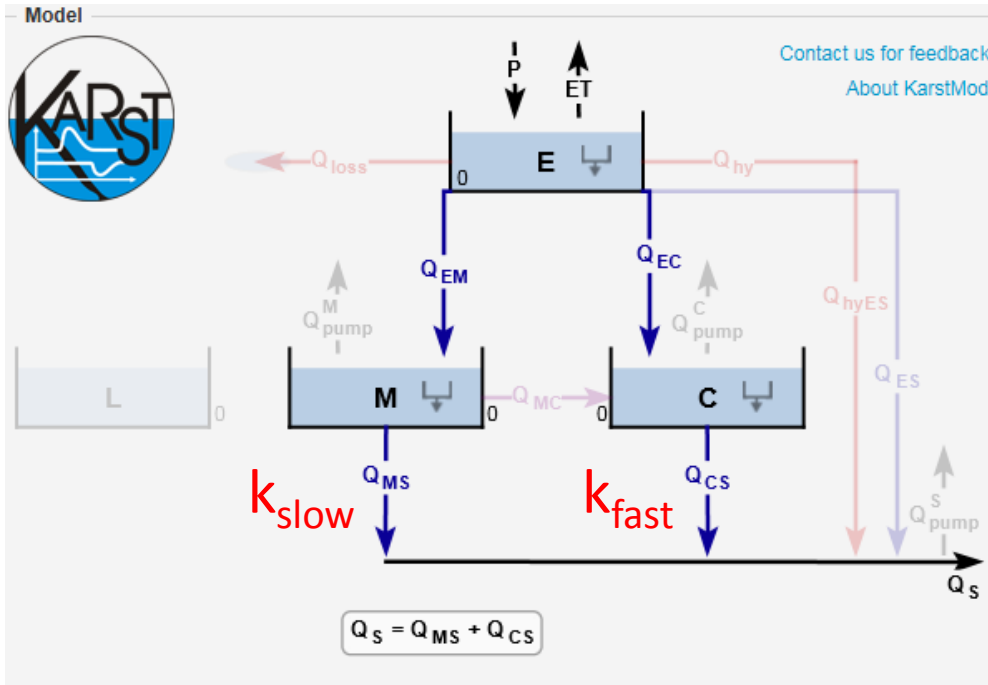 Model
KARST
Contact us for feedback
About KarstMod
P
ET
Q loss
E
Q hy
0
Q EM
Q EC
Q M pump
Q C pump
Q hyES
Q ES
L
0
M
0
Q MC
0
C
Q MS
Q CS
k slow
k fast
Q S pump
Q S
Q S = Q MS + Q CS